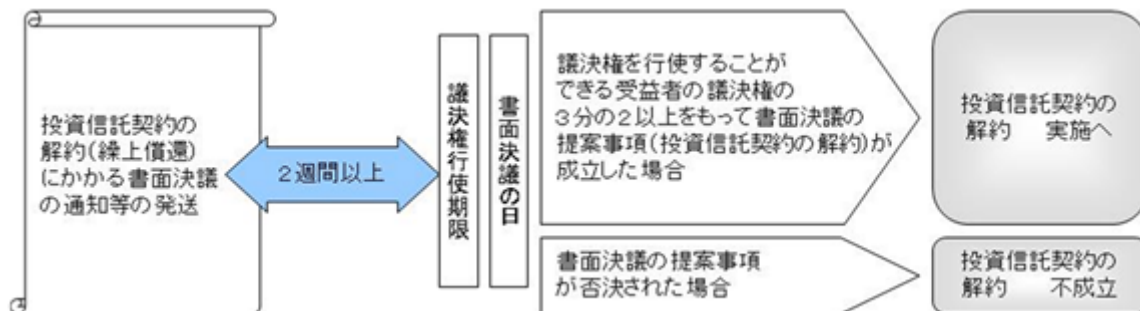 投資信託契約の
解約(繰上償還)
にかかる書面決議
の通知等の発送
2週間以上
議決権行使期限
書面決議の日
議決権を行使することが
できる受益者の議決権の
3分の2以上をもって書面決議の
提案事項(投資信託契約の解約)が
成立した場合
投資信託契約の
解約 実施へ
書面決議の提案事項
が否決された場合
投資信託契約の
解約 不成立